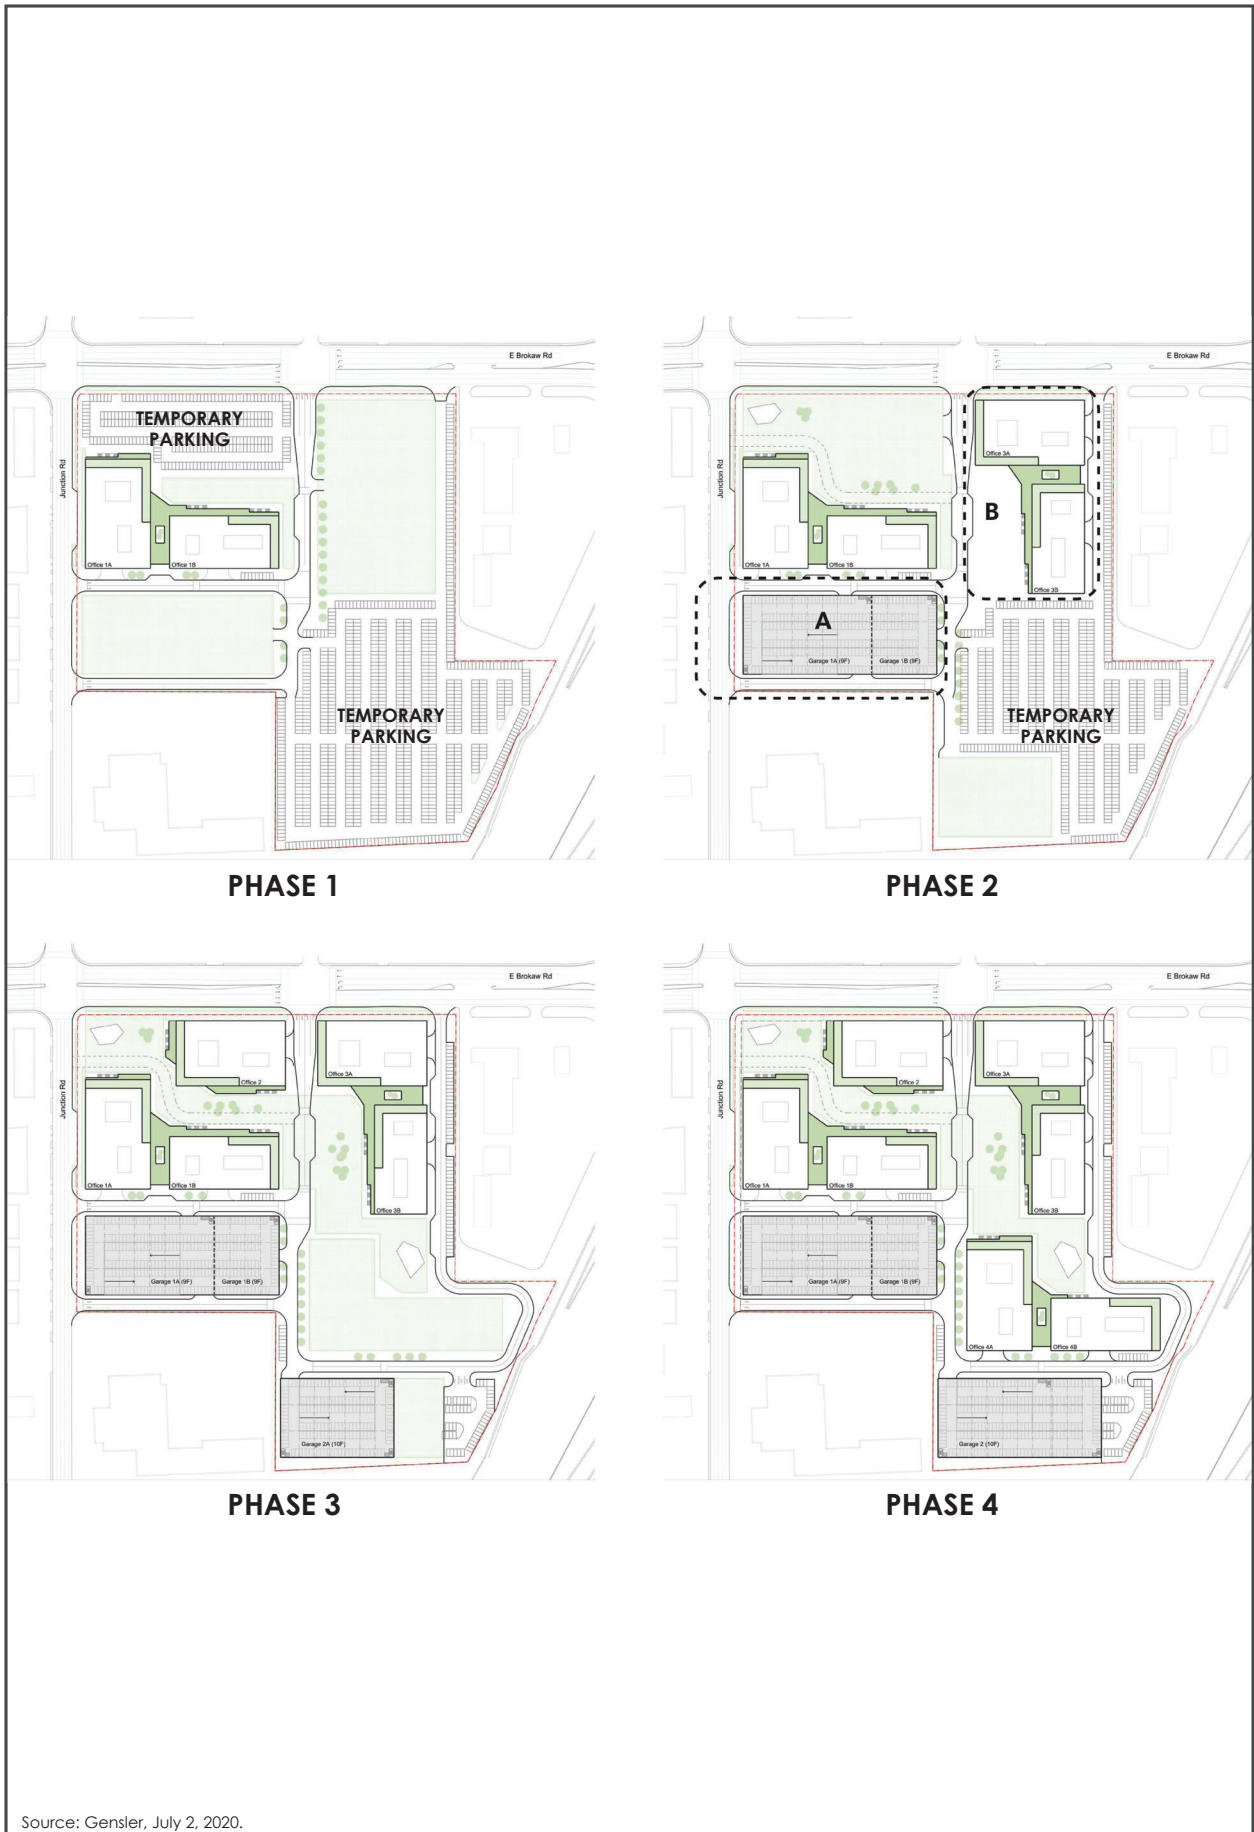 E Brokaw Rd
TEMPORARY
PARKING
Junction Rd
Office 1A
Office 1B
TEMPORARY
PARKING
PHASE 1
E Brokaw Rd
Junction Rd
Office 3A
B
Office 1A
Office 1B
Office 3B
A
Garage 1A (9F)
Garage 1B (9F)
TEMPORARY
PARKING
PHASE 2
E Brokaw Rd
Junction Rd
Office 2
Office 3A
Office 1A
Office 1B
Office 3B
Garage 1A (9F)
Garage 1B (9F)
Garage 2A (10F)
PHASE 3
E Brokaw Rd
Junction Rd
Office 2
Office 3A
Office 1A
Office 1B
Office 3B
Garage 1A (9F)
Garage 1B (9F)
Office 4A
Office 4B
Garage 2 (10F)
PHASE 4
Source: Gensler, July 2, 2020.